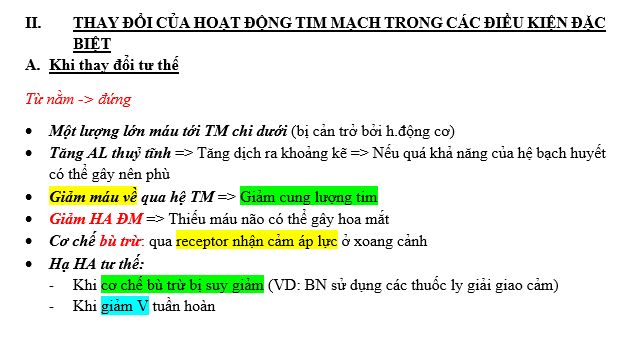 II. THAY ĐỔI CỦA HOẠT ĐỘNG TIM MẠCH TRONG CÁC ĐIỀU KIỆN ĐẶC
BIỆT
A. Khi thay đổi tư thế
Từ nằm -> đứng
• Một lượng lớn máu tới TM chi dưới (bị cản trở bởi h.động cơ)
• Tăng AL thuỷ tĩnh => Tăng dịch ra khoảng kẽ => Nếu quá khả năng của hệ bạch huyết
có thể gây nên phù
• Giảm máu về qua hệ TM => Giảm cung lượng tim
• Giảm HA ĐM => Thiếu máu não có thể gây hoa mắt
• Cơ chế bù trừ: qua receptor nhận cảm áp lực ở xoang cảnh
• Hạ HA tư thế:
- Khi cơ chế bù trừ bị suy giảm (VD: BN sử dụng các thuốc ly giải giao cảm)
- Khi giảm V tuần hoàn